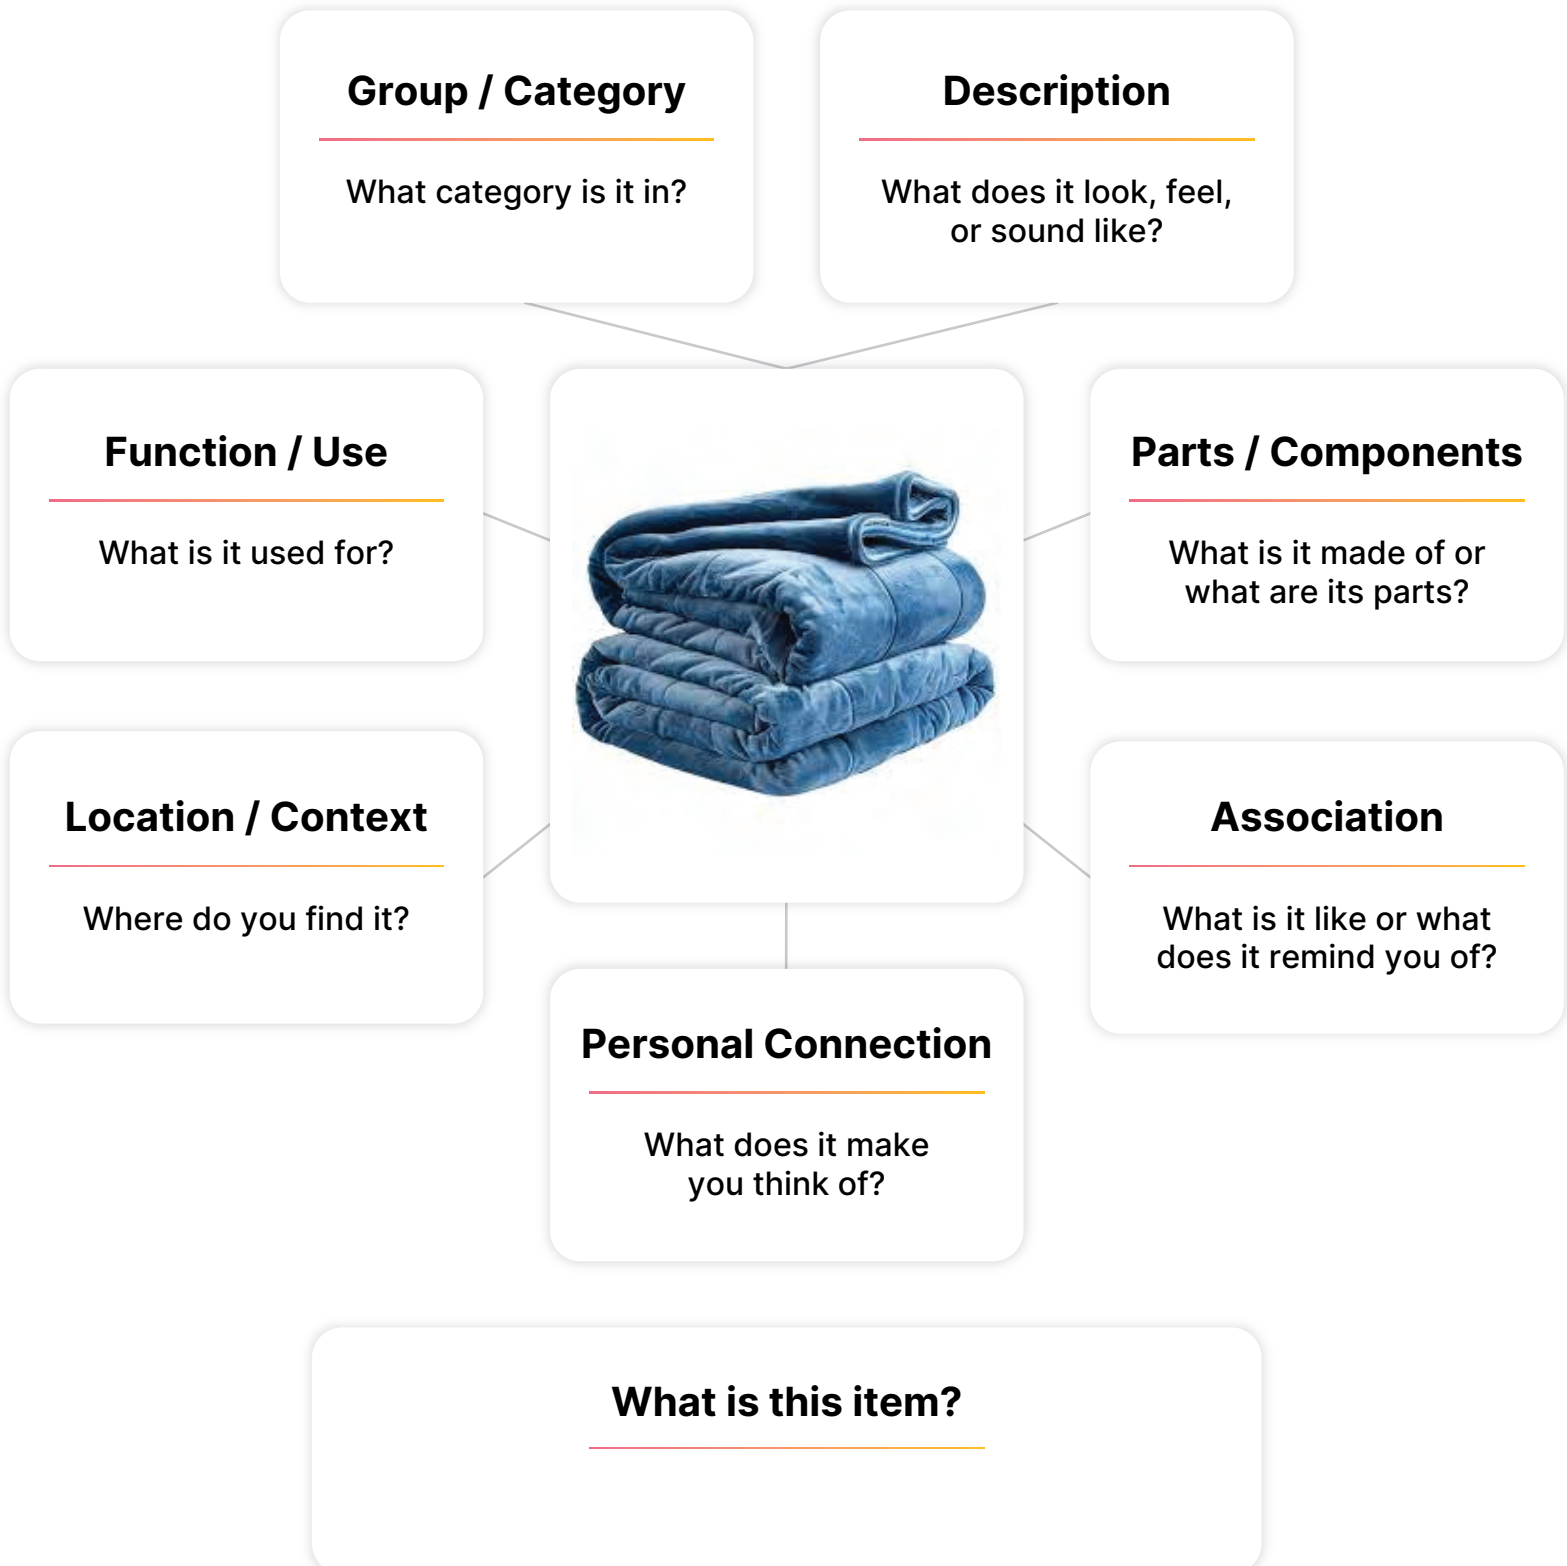 Group / Category
What category is it in?
Description
What does it look, feel,
or sound like?
Function / Use
What is it used for?
Parts / Components
What is it made of or
what are its parts?
Location / Context
Where do you find it?
Association
What is it like or what
does it remind you of?
Personal Connection
What does it make
you think of?
What is this item?